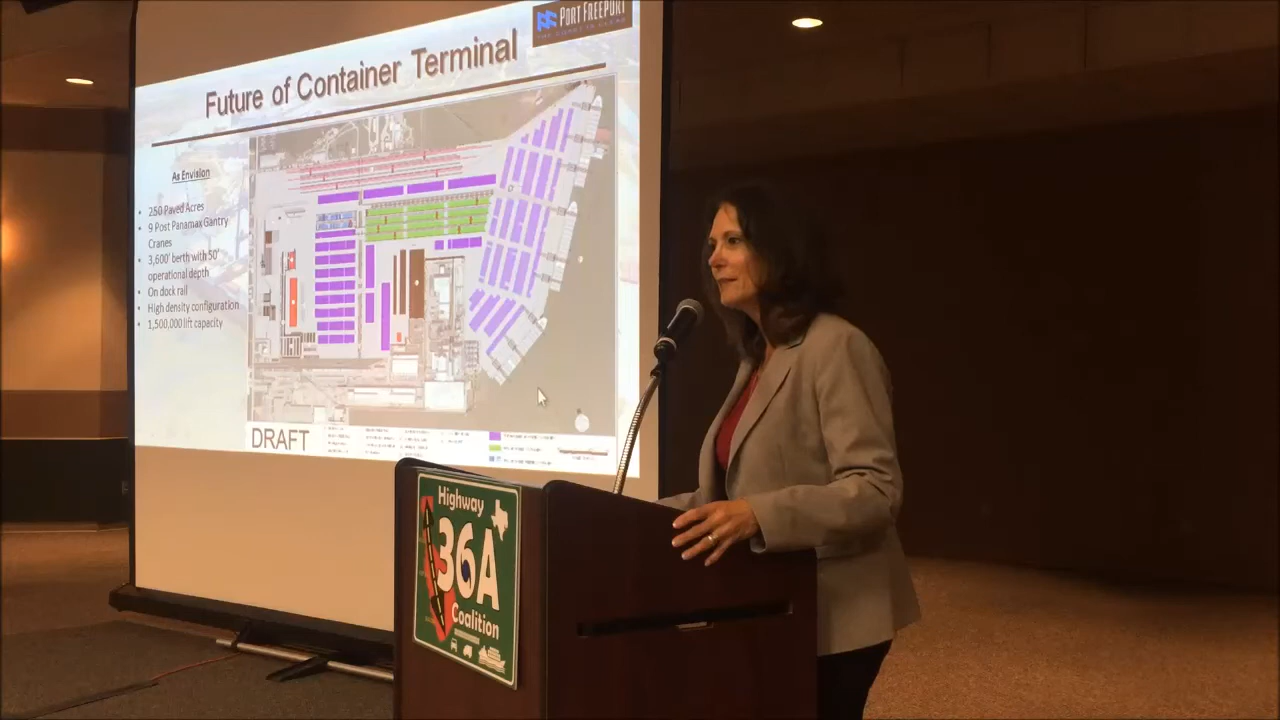 PORT FREEPORT
Future of Container Terminal
As Envision
• 250 Paved Acres
• 9 Post Panamax Gantry
Cranes
• 3,600' berth with 50'
operational depth
• On dock rail
• High density configuration
• 1,500,000 lift capacity
DRAFT
Highway
36A
Coalition